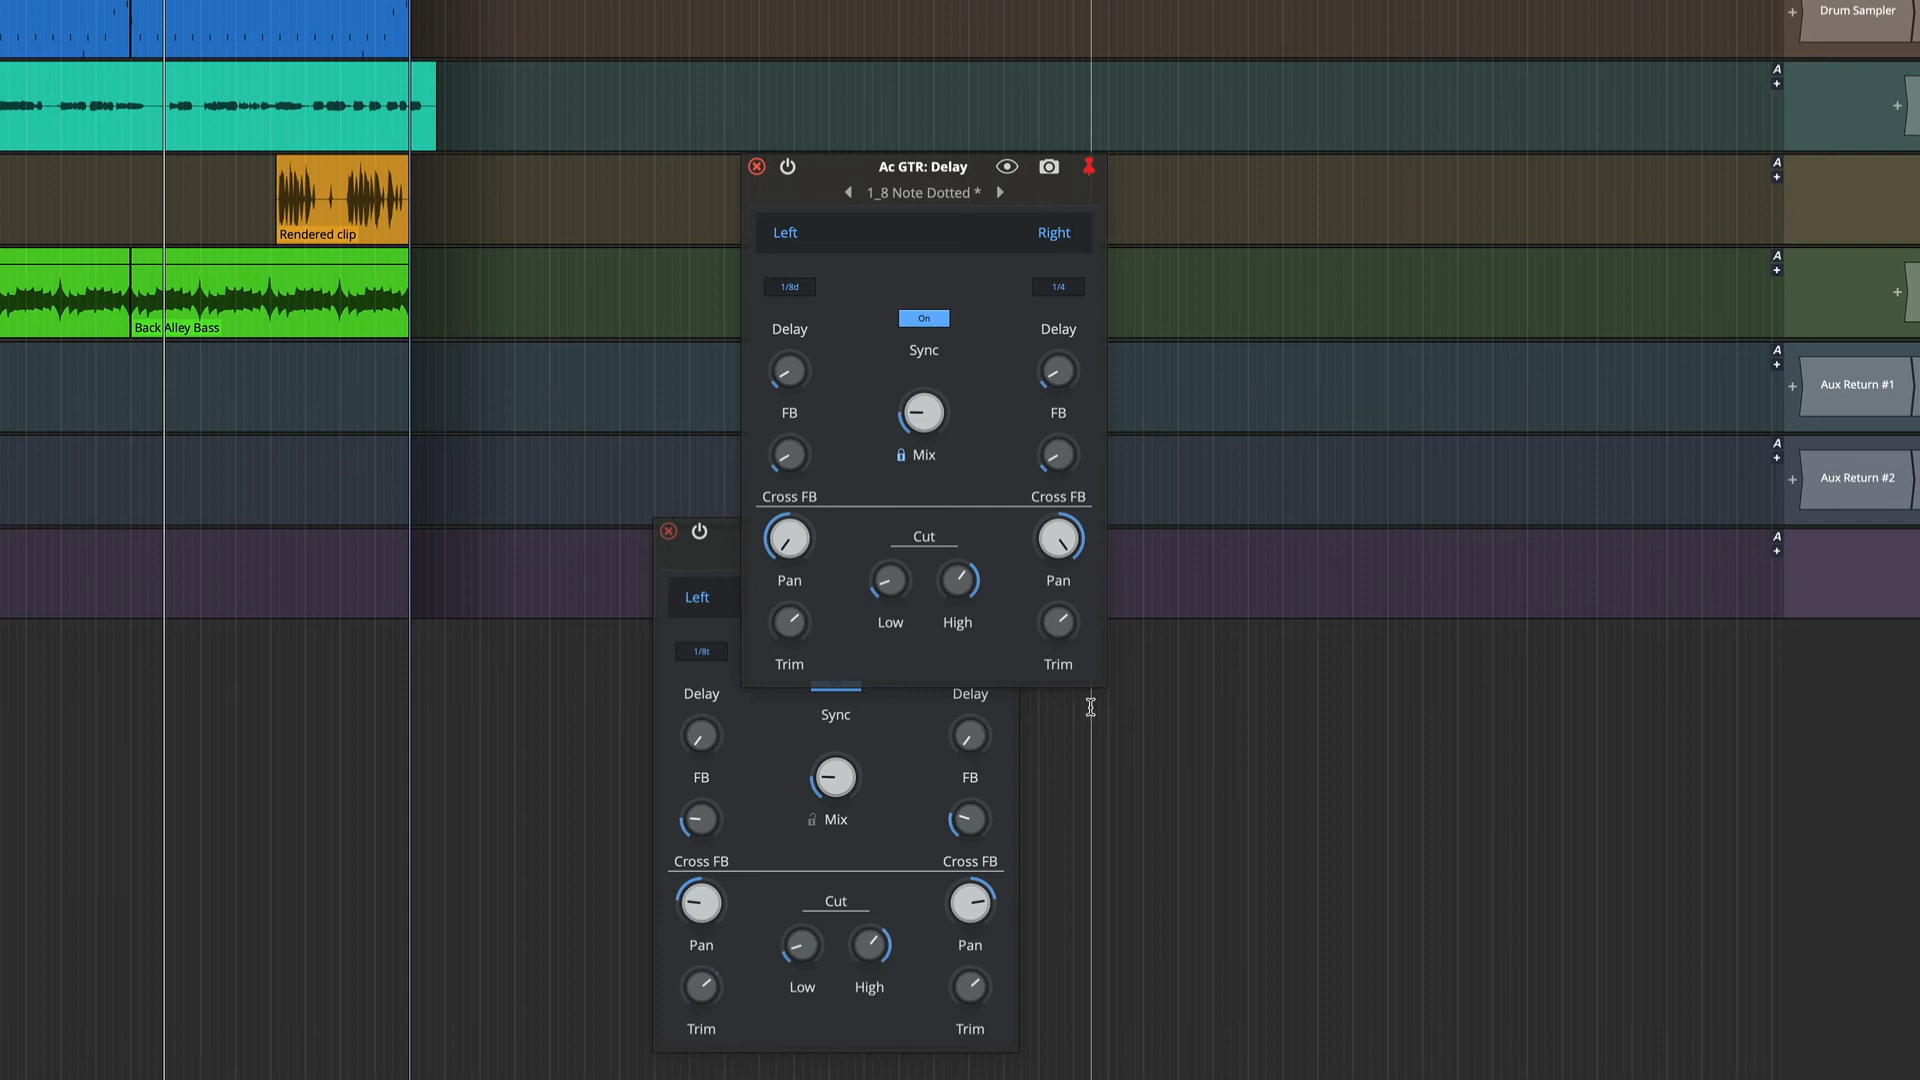 Drum Sampler
A
+
A
+
Ac GTR: Delay
1_8 Note Dotted *
Rendered clip
Left
Right
A
+
1/8d
1/4
On
Back Alley Bass
Delay
Sync
Delay
A
+
Aux Return #1
FB
FB
Mix
A
+
Aux Return #2
Cross FB
Cross FB
Cut
A
+
Pan
Pan
Left
Low
High
1/8t
Trim
Trim
Delay
Delay
Sync
FB
FB
Mix
Cross FB
Cross FB
Cut
Pan
Pan
Low
High
Trim
Trim